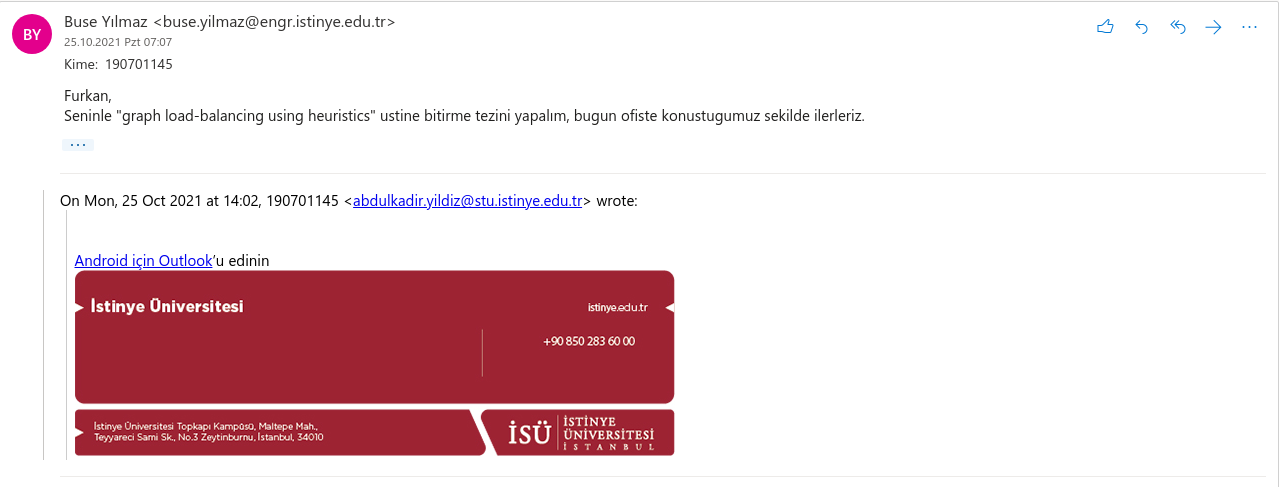 BY
Buse Yılmaz <buse.yilmaz@engr.istinye.edu.tr>
25.10.2021 Pzt 07:07
Kime: 190701145
Furkan,
Seninle "graph load-balancing using heuristics" ustine bitirme tezini yapalım, bugun ofiste konustugumuz sekilde ilerleriz.
On Mon, 25 Oct 2021 at 14:02, 190701145 <abdulkadir.yildiz@stu.istinye.edu.tr> wrote:
Android için Outlook'u edinin
İstinye Üniversitesi
istinye.edu.tr
+90 850 283 60 00
İstinye Üniversitesi Topkapı Kampüsü, Maltepe Mah.,
Teyyareci Sami Sk., No.3 Zeytinburnu, İstanbul, 34010
İSÜ
İSTİNYE
ÜNİVERSİTESİ
İSTANBUL